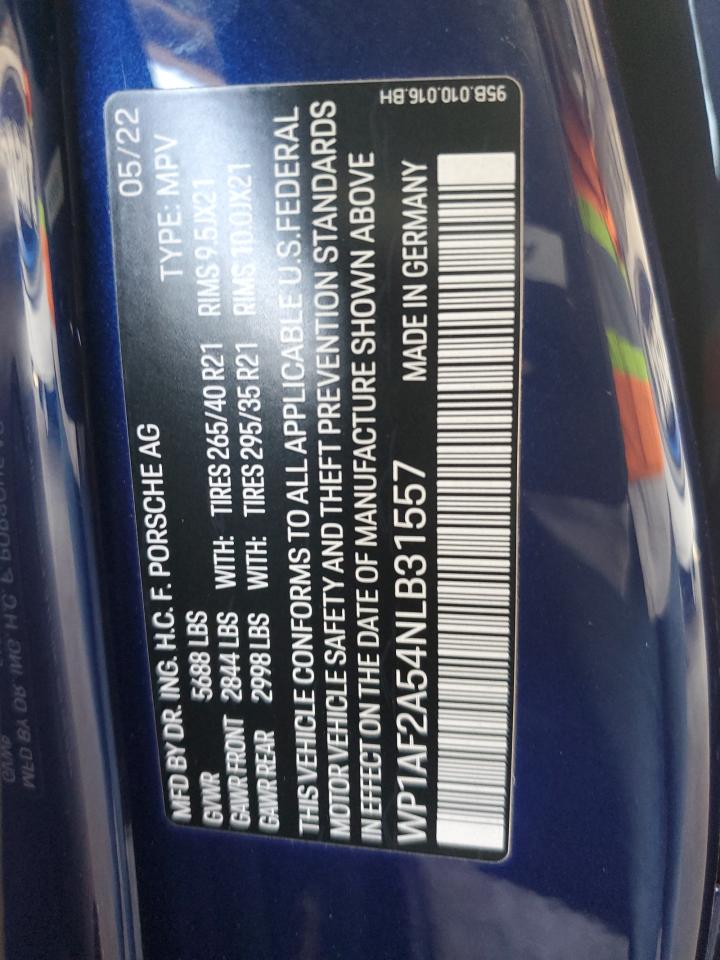 MFD BY DR. ING. H.C. F. PORSCHE AG 05/22
GVWR 5688 LBS TYPE: MPV
GAWR FRONT 2844 LBS WITH: TIRES 265/40 R21 RIMS 9.5JX21
GAWR REAR 2998 LBS WITH: TIRES 295/35 R21 RIMS 10.0JX21
THIS VEHICLE CONFORMS TO ALL APPLICABLE U.S.FEDERAL
MOTOR VEHICLE SAFETY AND THEFT PREVENTION STANDARDS
IN EFFECT ON THE DATE OF MANUFACTURE SHOWN ABOVE
WP1AF2A54NLB31557 MADE IN GERMANY
95B.010.016.BH